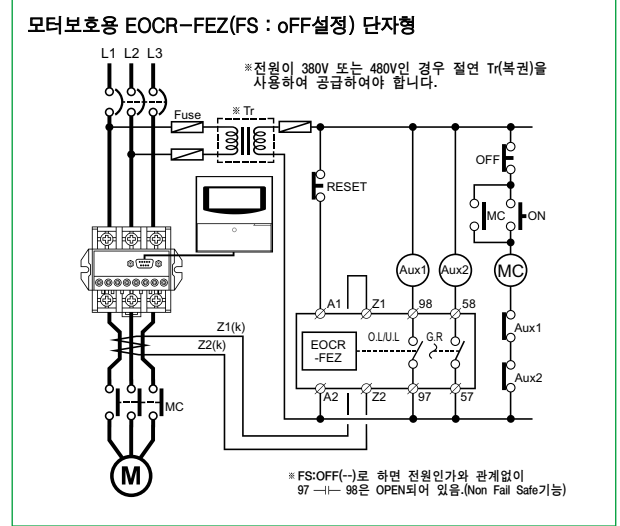 모터보호용 EOCR-FEZ(FS : oFF설정) 단자형
L1 L2 L3
※전원이 380V 또는 480V인 경우 절연 Tr(복권)을
사용하여 공급하여야 합니다.
Fuse
※ Tr
OFF
RESET
MC
ON
Aux1
Aux2
MC
A1
Z1
98
58
Z1(k)
Z2(k)
EOCR
-FEZ
O.L/U.L
G.R
Aux1
Aux2
A2
Z2
97
57
MC
M
※FS:OFF(--)로 하면 전원인가와 관계없이
97 ⊣⊢ 98은 OPEN되어 있음.(Non Fail Safe기능)